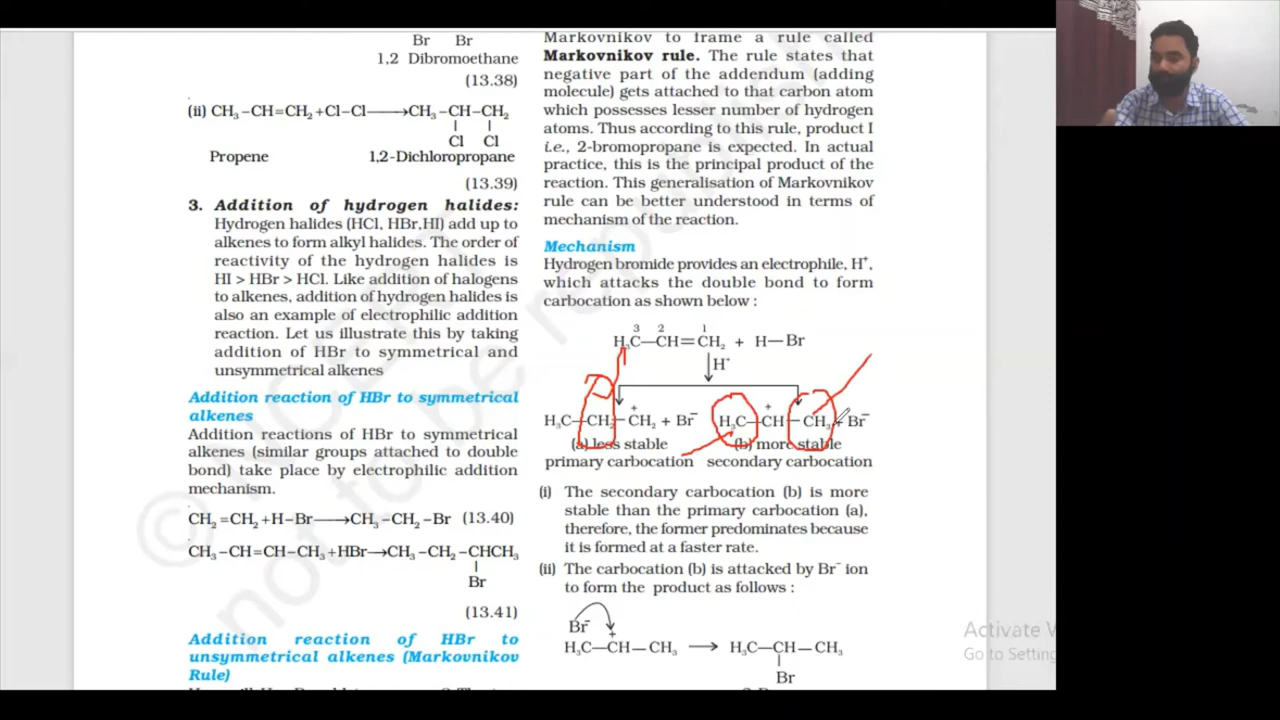 Br Br
1,2 Dibromoethane
(13.38)
(ii) CH₃ –CH=CH₂ +Cl–Cl⟶CH₃ –CH–CH₂
| |
Cl Cl
Propene 1,2-Dichloropropane
(13.39)
3. Addition of hydrogen halides:
Hydrogen halides (HCl, HBr,HI) add up to
alkenes to form alkyl halides. The order of
reactivity of the hydrogen halides is
HI > HBr > HCl. Like addition of halogens
to alkenes, addition of hydrogen halides is
also an example of electrophilic addition
reaction. Let us illustrate this by taking
addition of HBr to symmetrical and
unsymmetrical alkenes
Addition reaction of HBr to symmetrical
alkenes
Addition reactions of HBr to symmetrical
alkenes (similar groups attached to double
bond) take place by electrophilic addition
mechanism.
CH₂ =CH₂ +H–Br⟶CH₃ –CH₂ –Br (13.40)
CH₃ –CH=CH–CH₃ +HBr→CH₃ –CH₂ –CHCH₃
|
Br
(13.41)
Addition reaction of HBr to
unsymmetrical alkenes (Markovnikov
Rule)
Markovnikov to frame a rule called
Markovnikov rule. The rule states that
negative part of the addendum (adding
molecule) gets attached to that carbon atom
which possesses lesser number of hydrogen
atoms. Thus according to this rule, product I
i.e., 2-bromopropane is expected. In actual
practice, this is the principal product of the
reaction. This generalisation of Markovnikov
rule can be better understood in terms of
mechanism of the reaction.
Mechanism
Hydrogen bromide provides an electrophile, H⁺,
which attacks the double bond to form
carbocation as shown below :
3 2 1
H₃C—CH=CH₂ + H—Br
H⁺
+ +
H₃C—CH₂—CH₂ + Br⁻ H₃C—CH—CH₃ + Br⁻
(a) less stable (b) more stable
primary carbocation secondary carbocation
(i) The secondary carbocation (b) is more
stable than the primary carbocation (a),
therefore, the former predominates because
it is formed at a faster rate.
(ii) The carbocation (b) is attacked by Br⁻ ion
to form the product as follows :
Br⁻
+
H₃C—CH—CH₃ ⟶ H₃C—CH—CH₃
|
Br
© NCERT
not to be republished
Activate W
Go to Setting